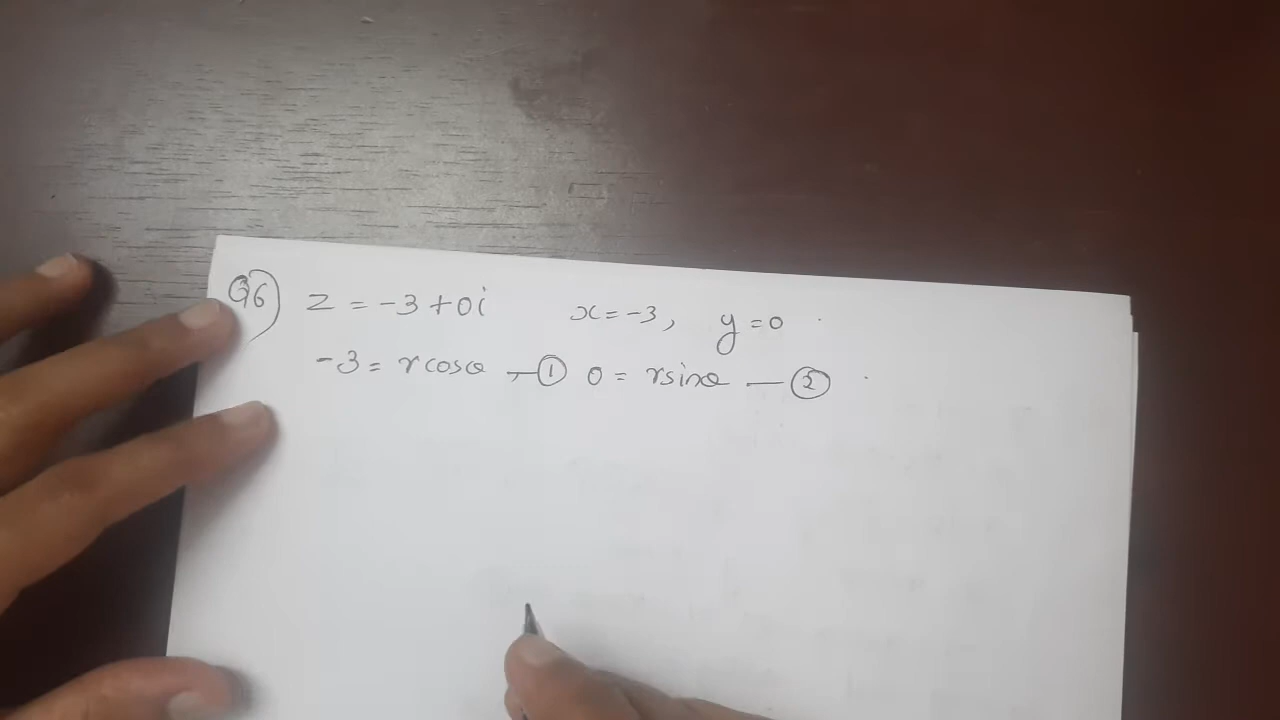 Q6) z = -3 + 0i x = -3, y = 0
-3 = r cosθ — ① 0 = r sinθ — ②